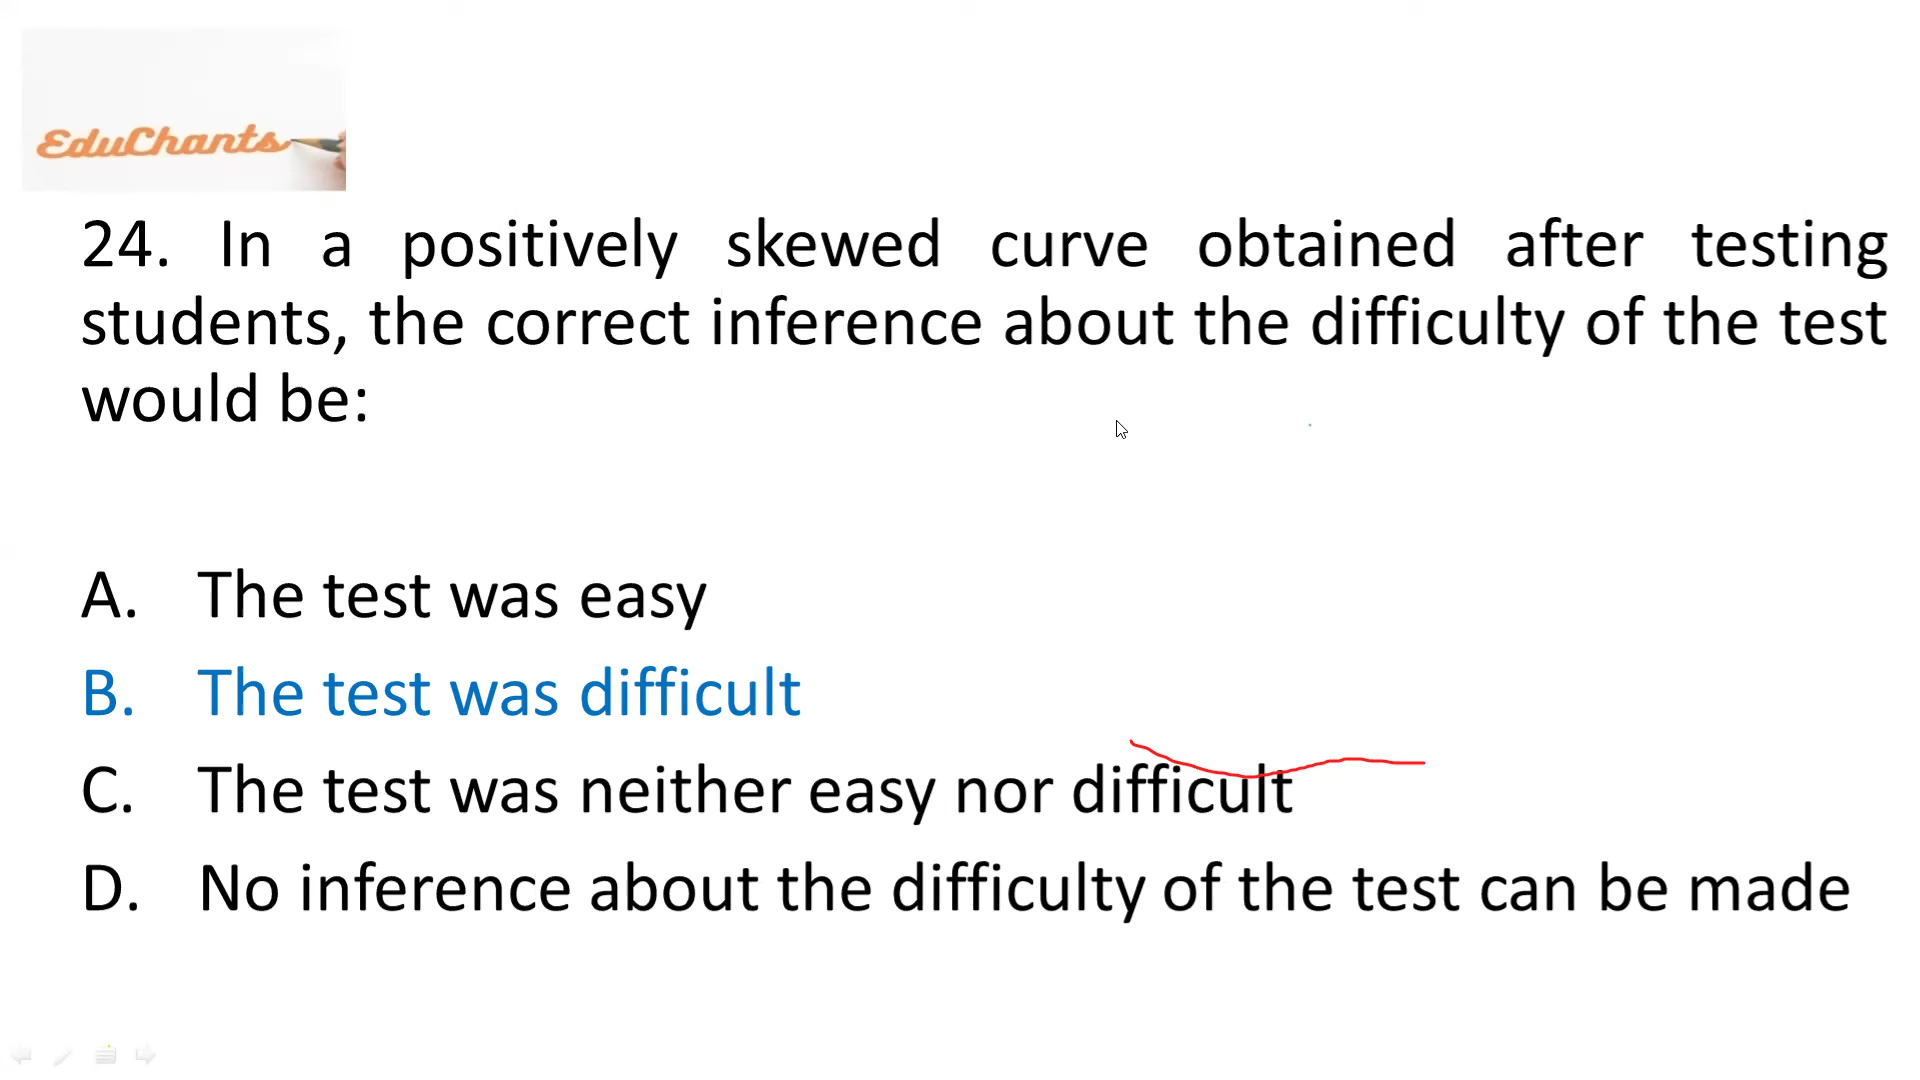 EduChants
24. In a positively skewed curve obtained after testing
students, the correct inference about the difficulty of the test
would be:
A. The test was easy
B. The test was difficult
C. The test was neither easy nor difficult
D. No inference about the difficulty of the test can be made